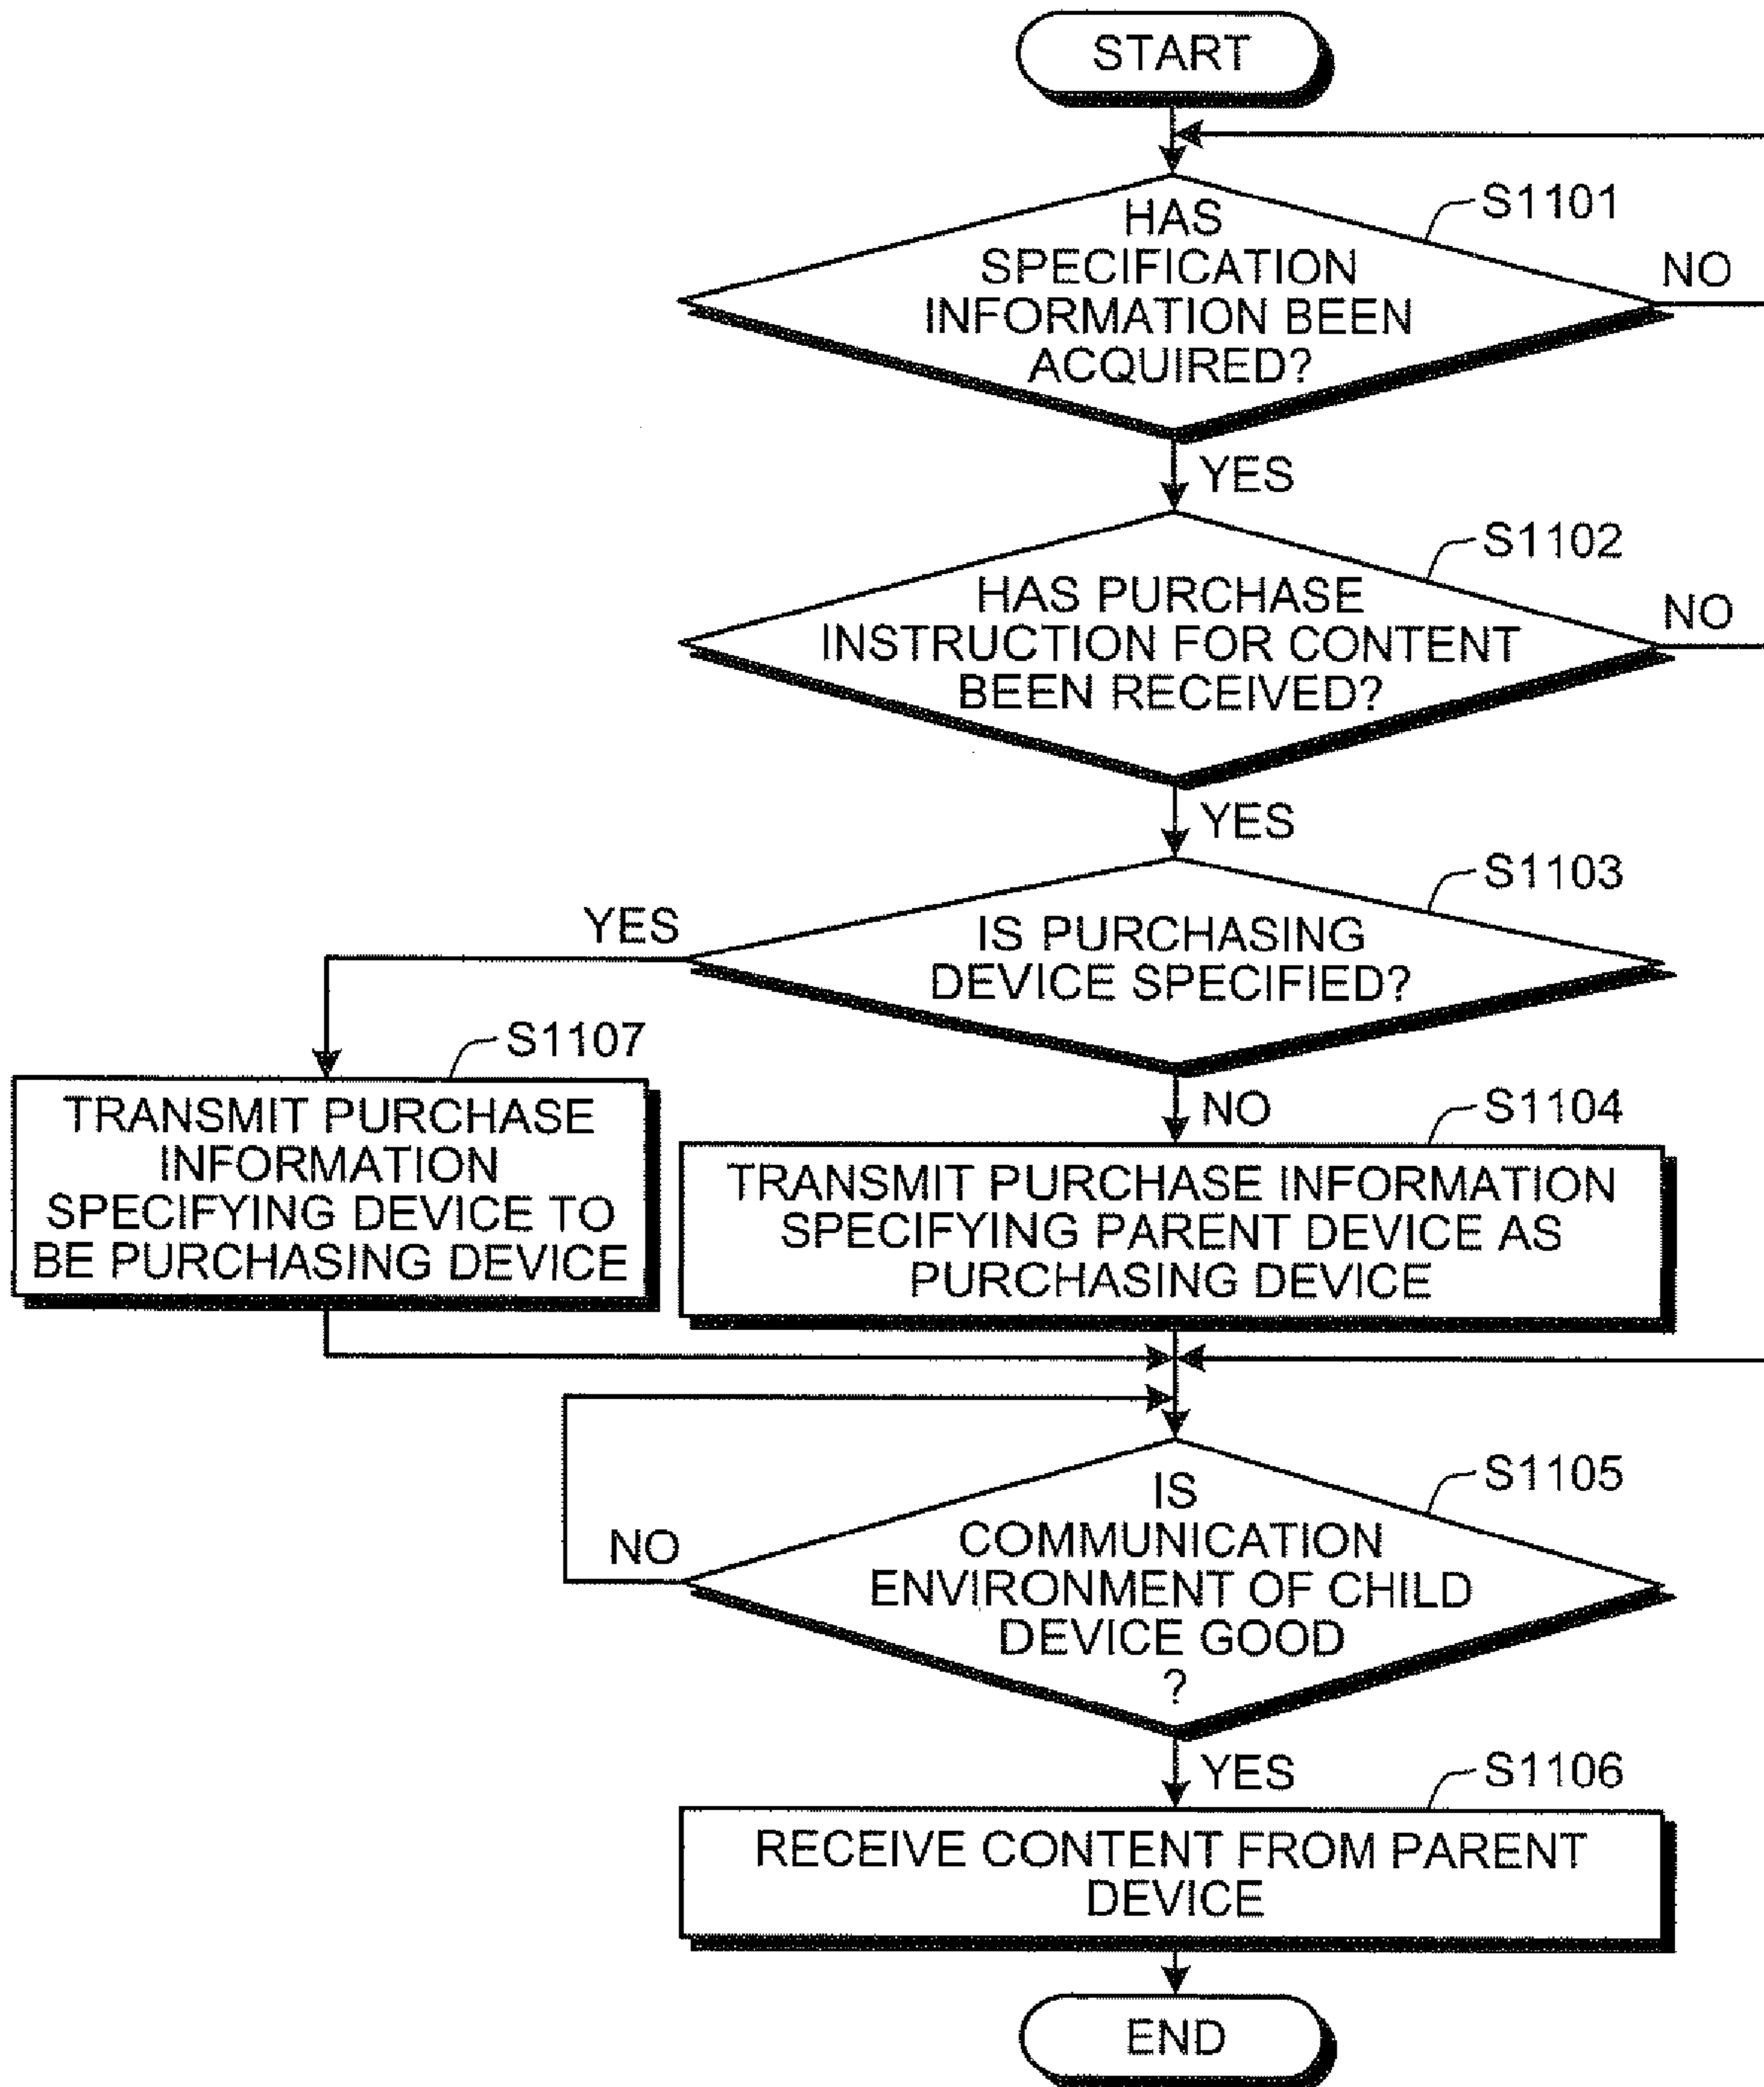 START
S1101
HAS
SPECIFICATION
INFORMATION BEEN
ACQUIRED?
NO
YES
S1102
HAS PURCHASE
INSTRUCTION FOR CONTENT
BEEN RECEIVED?
NO
YES
S1103
IS PURCHASING
DEVICE SPECIFIED?
YES
S1107
TRANSMIT PURCHASE
INFORMATION
SPECIFYING DEVICE TO
BE PURCHASING DEVICE
NO
S1104
TRANSMIT PURCHASE INFORMATION
SPECIFYING PARENT DEVICE AS
PURCHASING DEVICE
S1105
IS
COMMUNICATION
ENVIRONMENT OF CHILD
DEVICE GOOD
?
NO
YES
S1106
RECEIVE CONTENT FROM PARENT
DEVICE
END